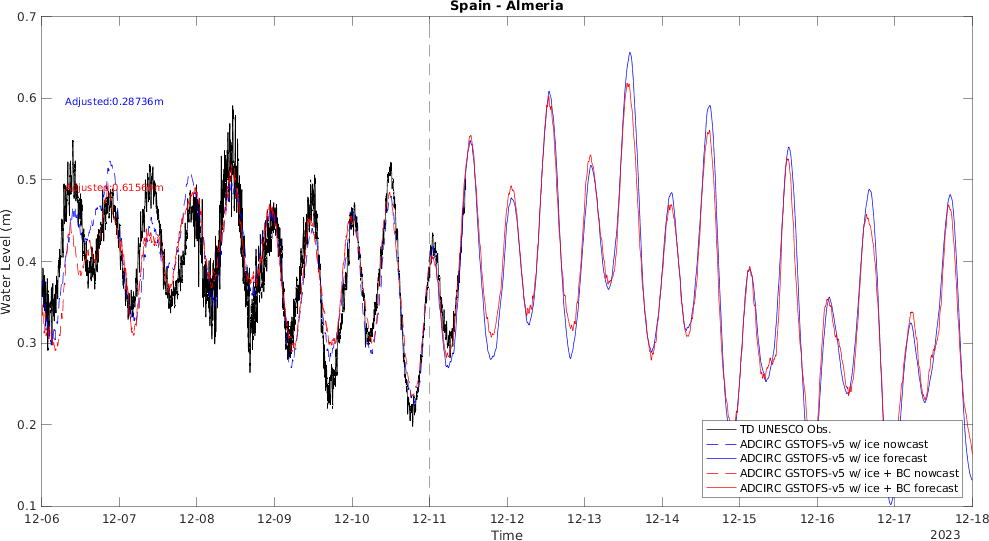 Spain - Almeria
0.7
0.6
0.5
0.4
0.3
0.2
0.1
Water Level (m)
Adjusted:0.28736m
TD UNESCO Obs.
ADCIRC GSTOFS-v5 w/ ice nowcast
ADCIRC GSTOFS-v5 w/ ice forecast
ADCIRC GSTOFS-v5 w/ ice + BC nowcast
ADCIRC GSTOFS-v5 w/ ice + BC forecast
12-06 12-07 12-08 12-09 12-10 12-11 12-12 12-13 12-14 12-15 12-16 12-17 12-18
Time
2023